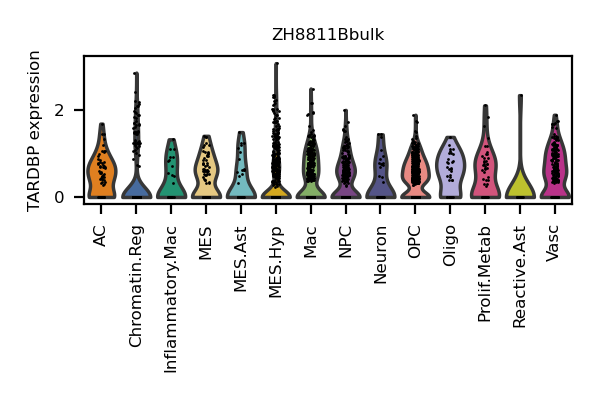 ZH8811Bbulk
TARDBP expression
2
0
AC
Chromatin.Reg
Inflammatory.Mac
MES
MES.Ast
MES.Hyp
Mac
NPC
Neuron
OPC
Oligo
Prolif.Metab
Reactive.Ast
Vasc